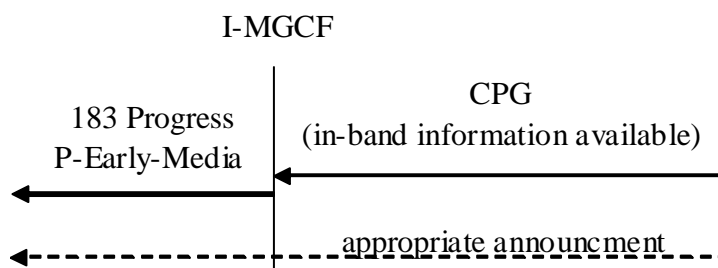 I-MGCF
183 Progress
P-Early-Media
CPG
(in-band information available)
appropriate announcment